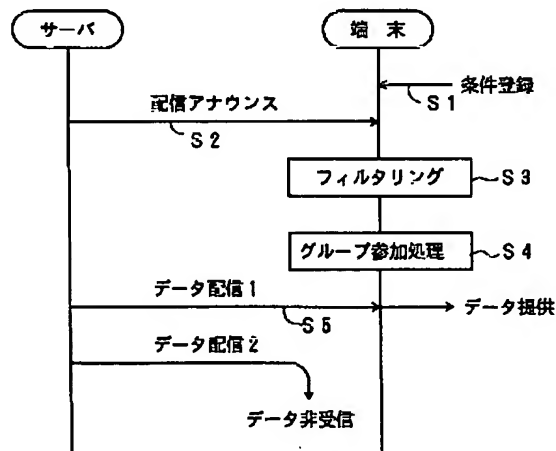 サーバ
端 末
条件登録
S1
配信アナウンス
S2
フィルタリング
S3
グループ参加処理
S4
データ配信1
データ提供
S5
データ配信2
データ非受信